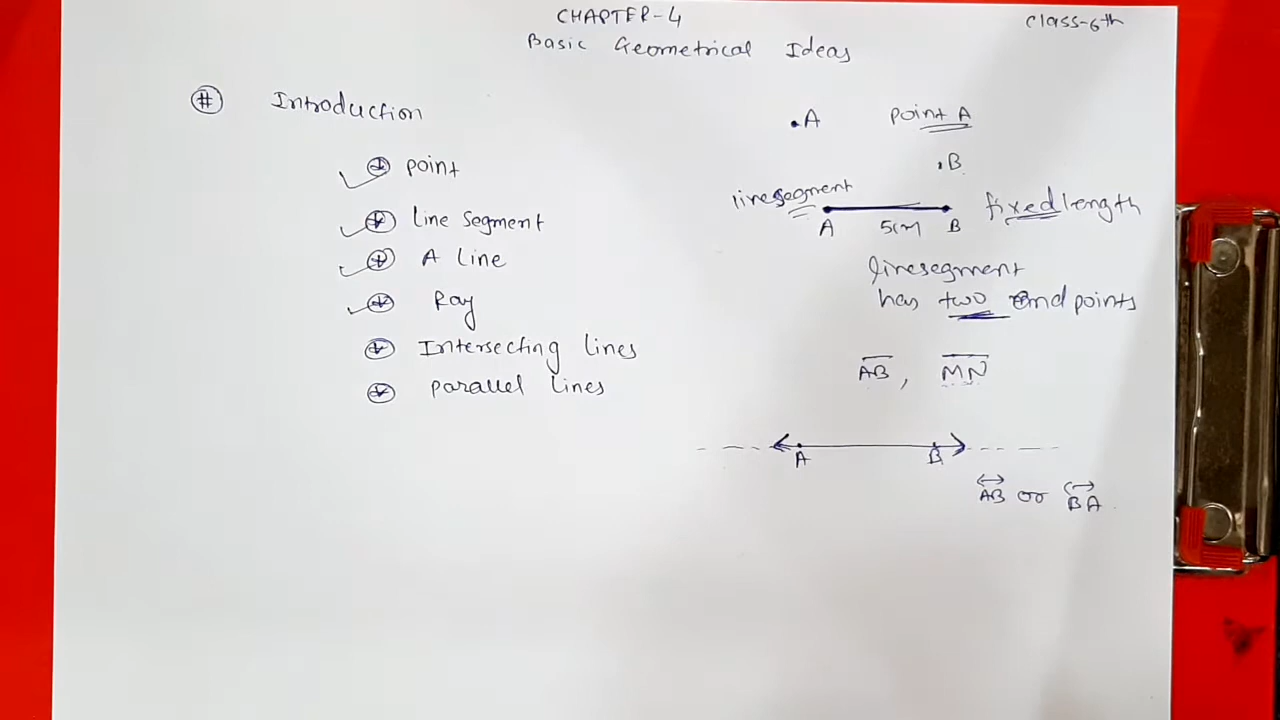 CHAPTER-4
Class-6th
Basic Geometrical Ideas
# Introduction
point
Line Segment
A Line
Ray
Intersecting lines
parallel lines
A point A
B
linesegment
A 5cm B fixed length
linesegment
has two end points
AB, MN
A B
AB or BA